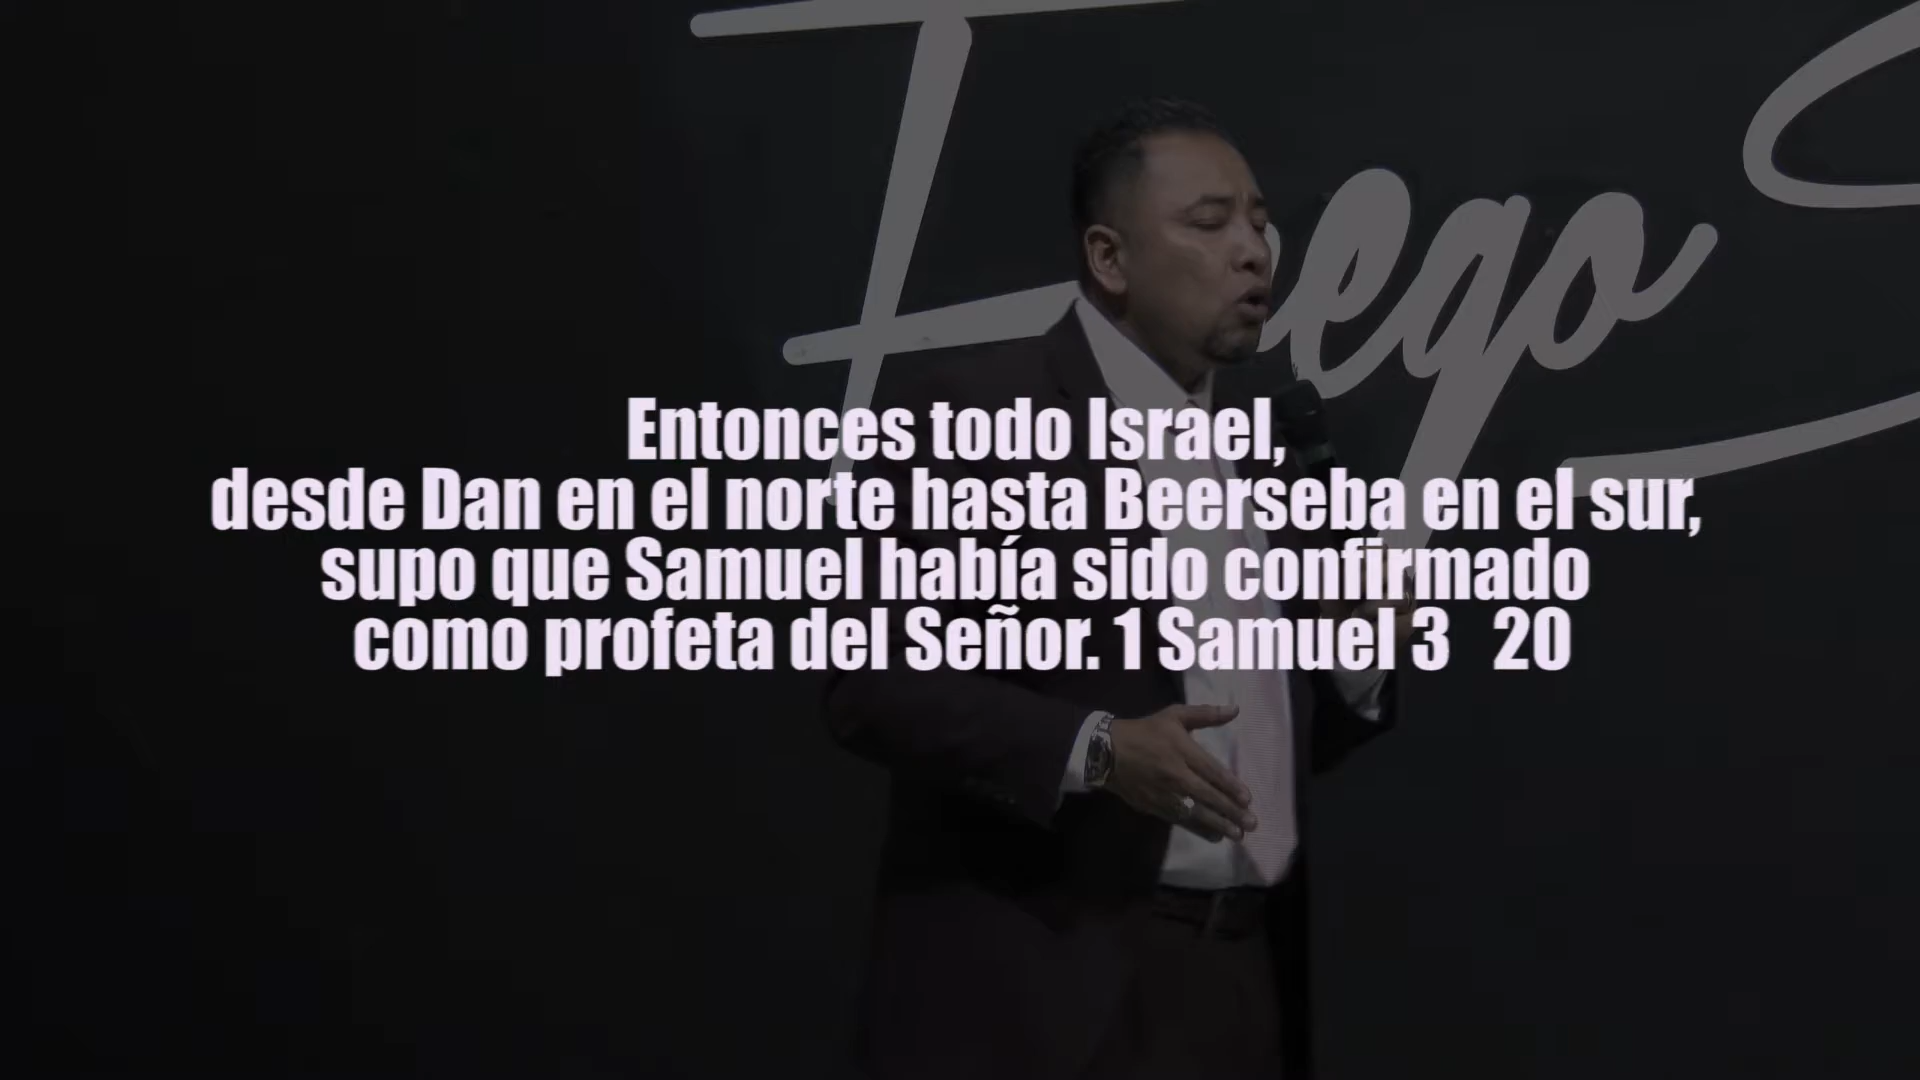 Entonces todo Israel,
desde Dan en el norte hasta Beerseba en el sur,
supo que Samuel había sido confirmado
como profeta del Señor. 1 Samuel 3   20